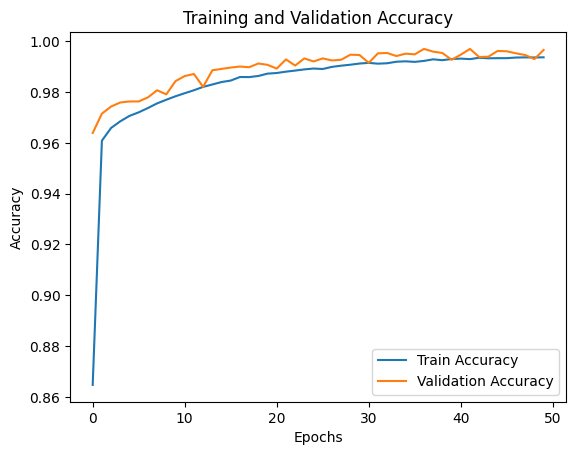 Training and Validation Accuracy
1.00
0.98
0.96
0.94
0.92
0.90
0.88
0.86
Accuracy
0
10
20
30
40
50
Epochs
Train Accuracy
Validation Accuracy